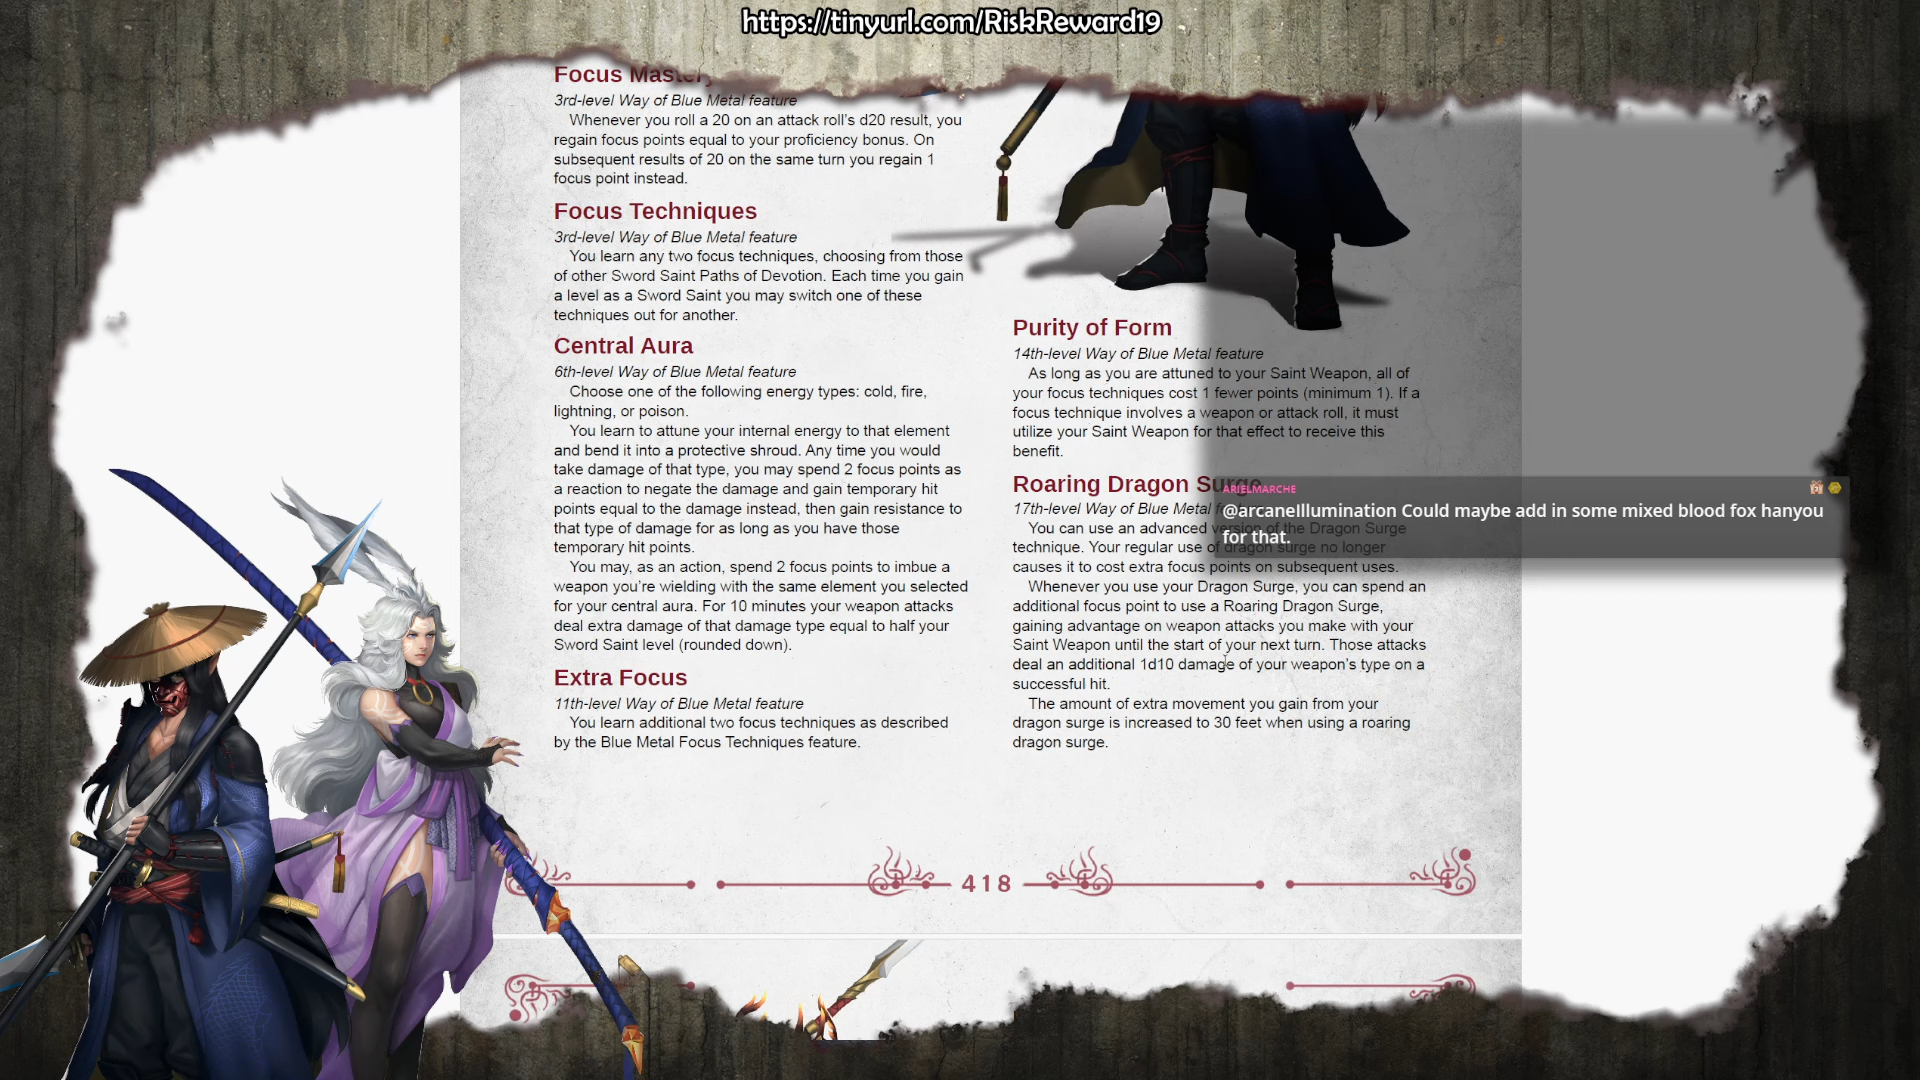 https://tinyurl.com/RiskReward19
Focus Mastery
3rd-level Way of Blue Metal feature
Whenever you roll a 20 on an attack roll's d20 result, you
regain focus points equal to your proficiency bonus. On
subsequent results of 20 on the same turn you regain 1
focus point instead.
Focus Techniques
3rd-level Way of Blue Metal feature
You learn any two focus techniques, choosing from those
of other Sword Saint Paths of Devotion. Each time you gain
a level as a Sword Saint you may switch one of these
techniques out for another.
Central Aura
6th-level Way of Blue Metal feature
Choose one of the following energy types: cold, fire,
lightning, or poison.
You learn to attune your internal energy to that element
and bend it into a protective shroud. Any time you would
take damage of that type, you may spend 2 focus points as
a reaction to negate the damage and gain temporary hit
points equal to the damage instead, then gain resistance to
that type of damage for as long as you have those
temporary hit points.
You may, as an action, spend 2 focus points to imbue a
weapon you're wielding with the same element you selected
for your central aura. For 10 minutes your weapon attacks
deal extra damage of that damage type equal to half your
Sword Saint level (rounded down).
Extra Focus
11th-level Way of Blue Metal feature
You learn additional two focus techniques as described
by the Blue Metal Focus Techniques feature.
Purity of Form
14th-level Way of Blue Metal feature
As long as you are attuned to your Saint Weapon, all of
your focus techniques cost 1 fewer points (minimum 1). If a
focus technique involves a weapon or attack roll, it must
utilize your Saint Weapon for that effect to receive this
benefit.
Roaring Dragon Surge
17th-level Way of Blue Metal feature
You can use an advanced version of the Dragon Surge
technique. Your regular use of dragon surge no longer
causes it to cost extra focus points on subsequent uses.
Whenever you use your Dragon Surge, you can spend an
additional focus point to use a Roaring Dragon Surge,
gaining advantage on weapon attacks you make with your
Saint Weapon until the start of your next turn. Those attacks
deal an additional 1d10 damage of your weapon's type on a
successful hit.
The amount of extra movement you gain from your
dragon surge is increased to 30 feet when using a roaring
dragon surge.
ARIELMARCHE
@arcaneIllumination Could maybe add in some mixed blood fox hanyou
for that.
418